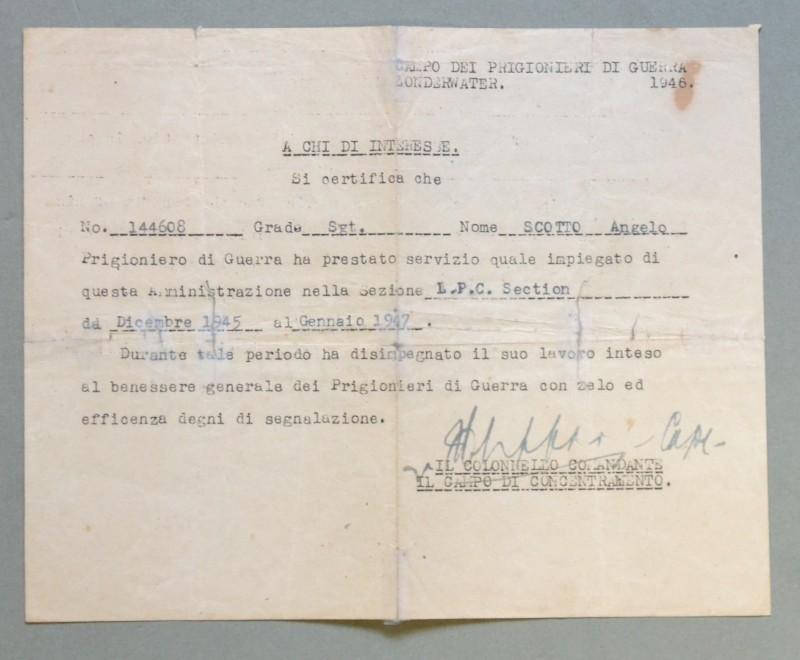 CAMPO DEI PRIGIONIERI DI GUERRA
ZONDERWATER. 1946.
A CHI DI INTERESSE.
Si certifica che
No. 144608 Grado Sgt. Nome SCOTTO Angelo
Prigioniero di Guerra ha prestato servizio quale impiegato di
questa Amministrazione nella Sezione I.P.C. Section
da Dicembre 1945 al Gennaio 1947.
Durante tale periodo ha disimpegnato il suo lavoro inteso
al benessere generale dei Prigionieri di Guerra con zelo ed
efficenza degni di segnalazione.
IL COLONNELLO COMANDANTE
IL CAMPO DI CONCENTRAMENTO.